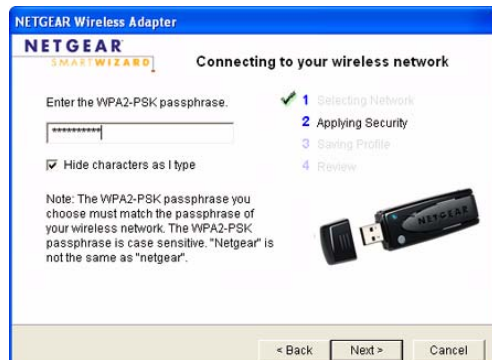 NETGEAR Wireless Adapter
NETGEAR
SMARTWIZARD
Connecting to your wireless network
Enter the WPA2-PSK passphrase.
**********
Hide characters as I type
Note: The WPA2-PSK passphrase you
choose must match the passphrase of
your wireless network. The WPA2-PSK
passphrase is case sensitive. "Netgear" is
not the same as "netgear".
1 Selecting Network
2 Applying Security
3 Saving Profile
4 Review
NETGEAR
< Back
Next >
Cancel